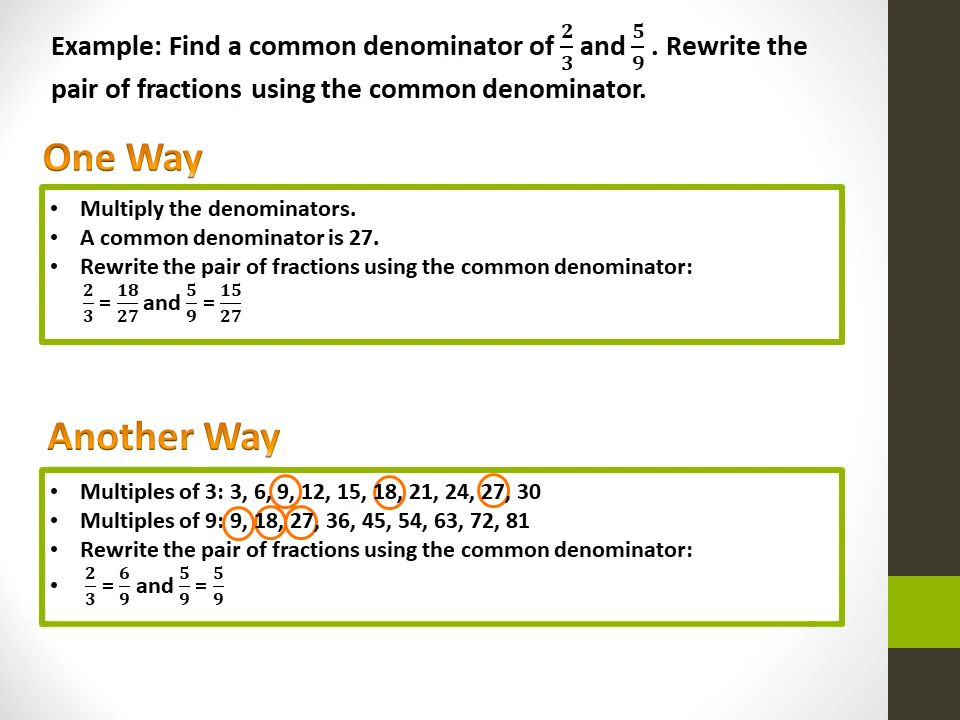 Example: Find a common denominator of 2/3 and 5/9 . Rewrite the
pair of fractions using the common denominator.
One Way
• Multiply the denominators.
• A common denominator is 27.
• Rewrite the pair of fractions using the common denominator:
2/3 = 18/27 and 5/9 = 15/27
Another Way
• Multiples of 3: 3, 6, 9, 12, 15, 18, 21, 24, 27, 30
• Multiples of 9: 9, 18, 27, 36, 45, 54, 63, 72, 81
• Rewrite the pair of fractions using the common denominator:
• 2/3 = 6/9 and 5/9 = 5/9